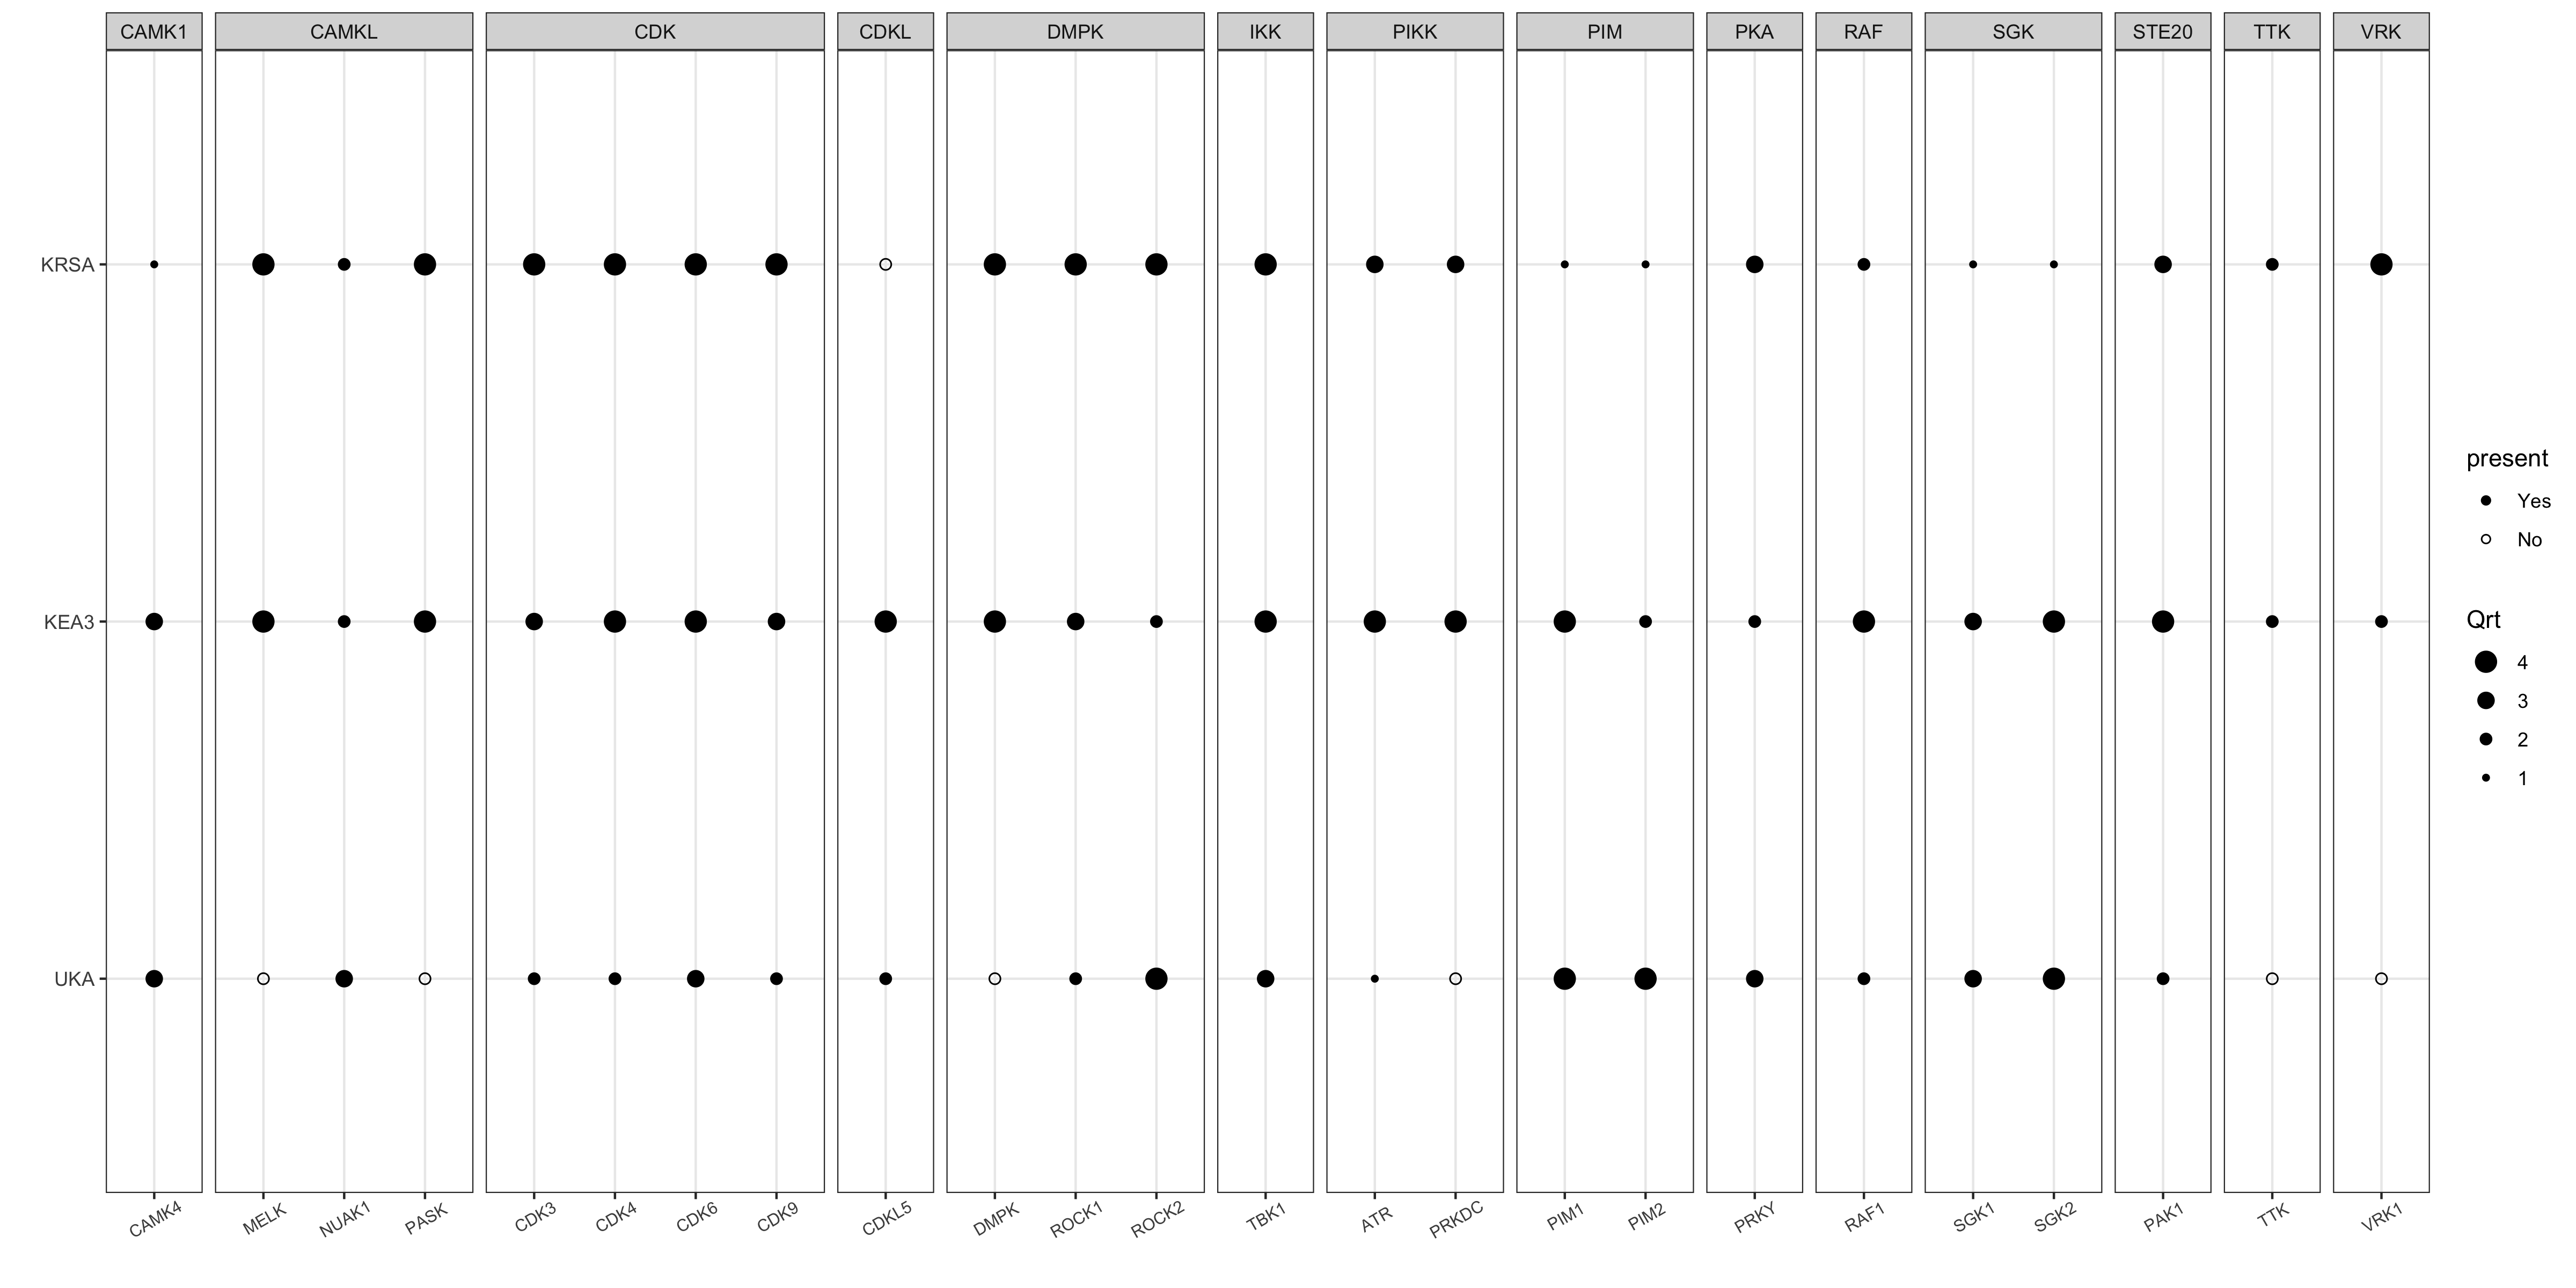 CAMK1 CAMKL CDK CDKL DMPK IKK PIKK PIM PKA RAF SGK STE20 TTK VRK
KRSA
KEA3
UKA
CAMK4 MELK NUAK1 PASK CDK3 CDK4 CDK6 CDK9 CDKL5 DMPK ROCK1 ROCK2 TBK1 ATR PRKDC PIM1 PIM2 PRKY RAF1 SGK1 SGK2 PAK1 TTK VRK1
present
Yes
No
Qrt
4
3
2
1